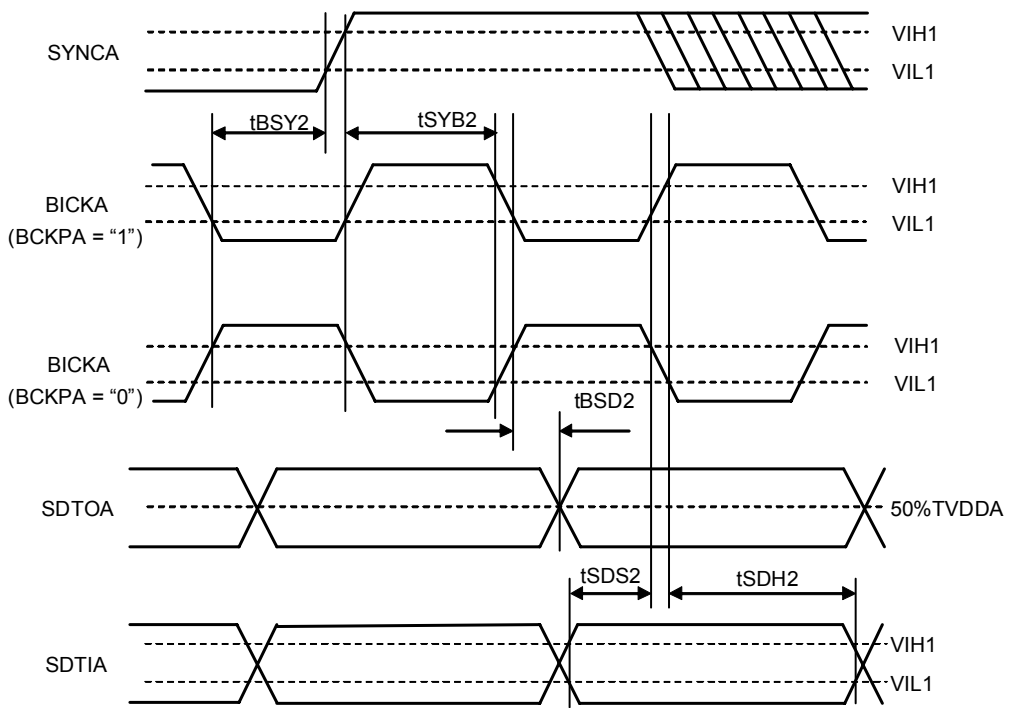 SYNCA
VIH1
VIL1
tBSY2
tSYB2
BICKA
(BCKPA = “1”)
VIH1
VIL1
BICKA
(BCKPA = “0”)
VIH1
VIL1
tBSD2
SDTOA
50%TVDDA
tSDS2
tSDH2
SDTIA
VIH1
VIL1